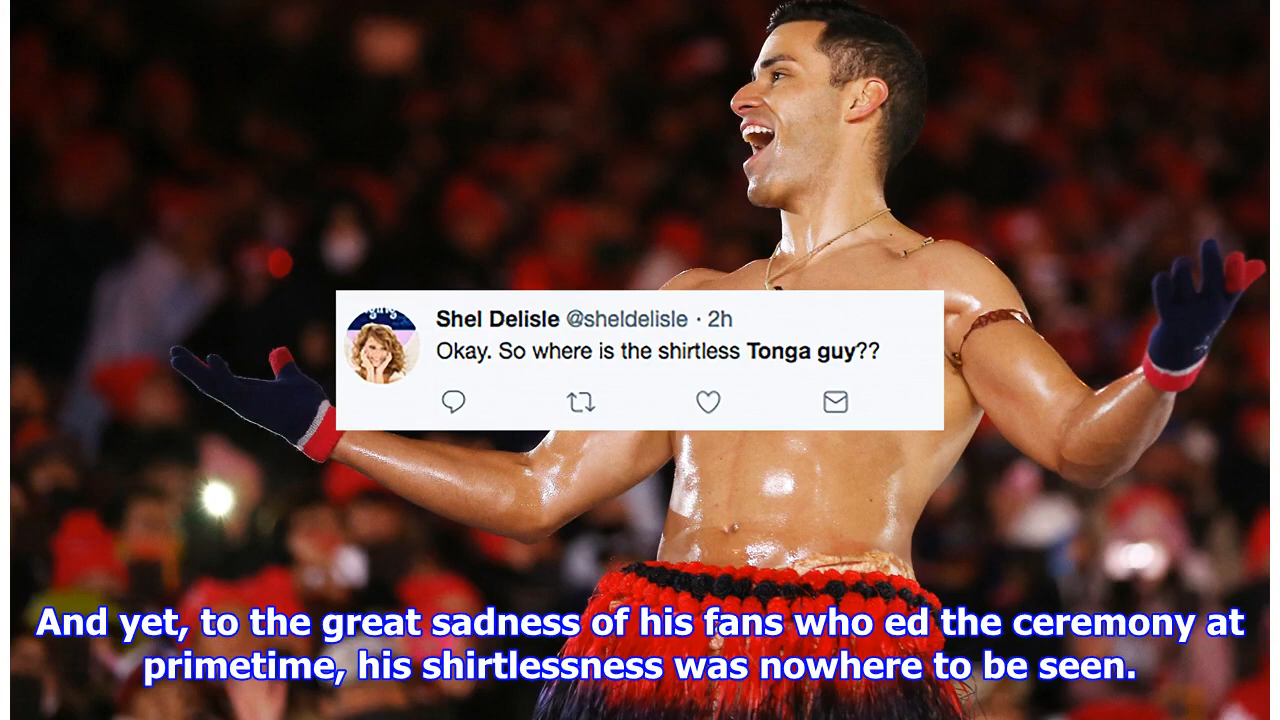 Shel Delisle @sheldelisle · 2h
Okay. So where is the shirtless Tonga guy??
And yet, to the great sadness of his fans who ed the ceremony at
primetime, his shirtlessness was nowhere to be seen.